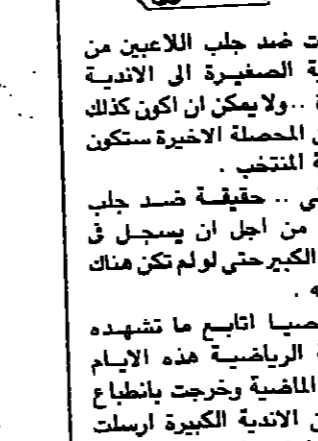 ت ضد جلب اللاعبين من
ية الصغيرة الى الاندية
ة .. ولا يمكن ان اكون كذلك
المحصلة الاخيرة ستكون
ة المنتخب .
ي .. حقيقة ضد جلب
من اجل ان يسجل في
الكبير حتى لو لم تكن هناك
ه .
صيا اتابع ما تشهده
ة الرياضية هذه الايام
الماضية وخرجت بانطباع
ن الاندية الكبيرة ارسلت